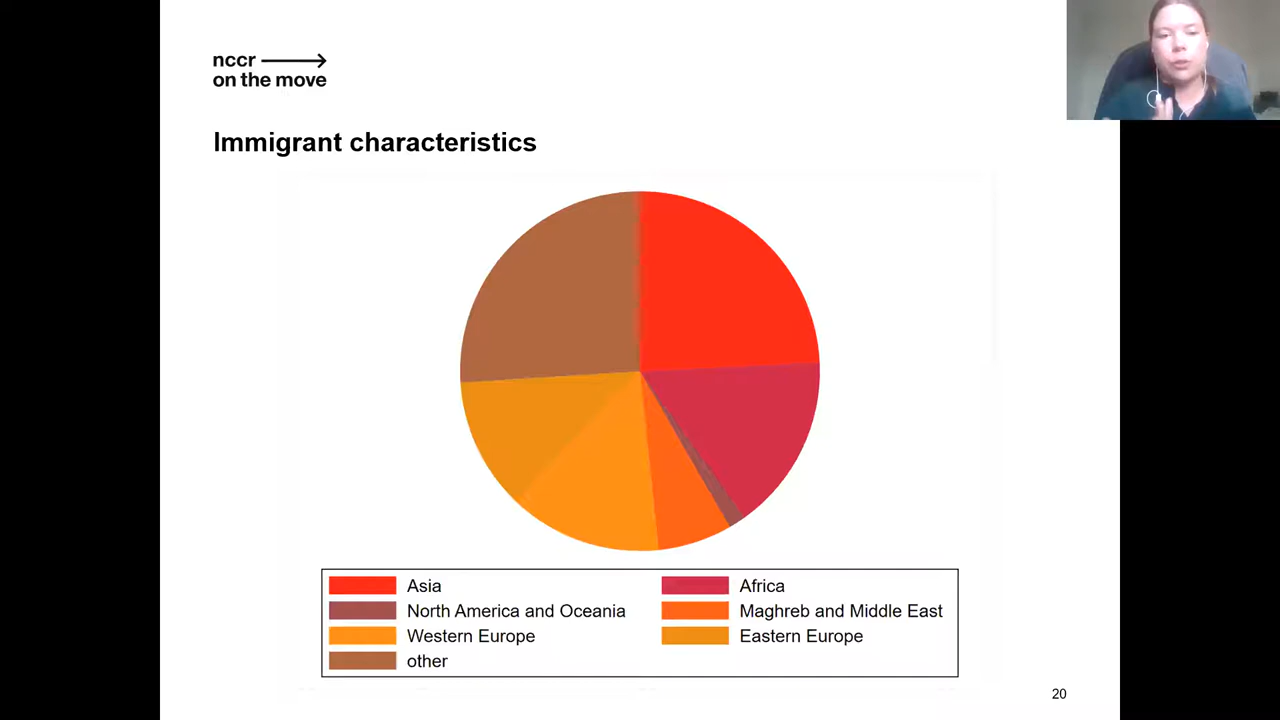 nccr
on the move
Immigrant characteristics
Asia
Africa
North America and Oceania
Maghreb and Middle East
Western Europe
Eastern Europe
other
20